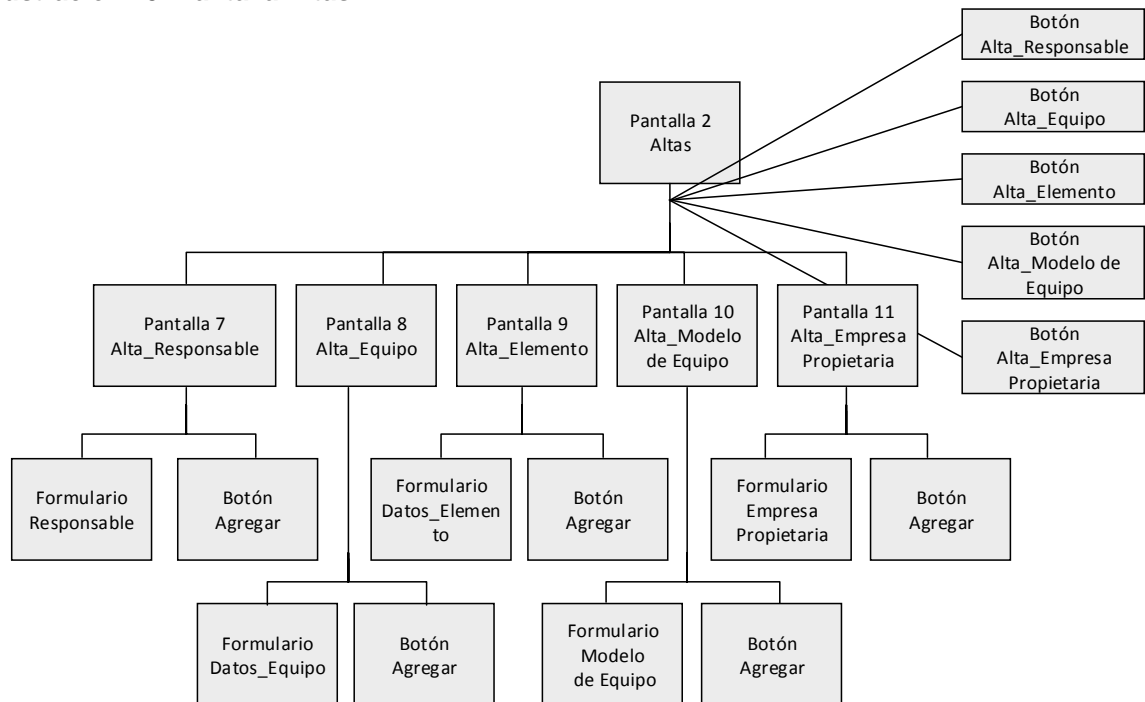 Botón
Alta_Responsable
Botón
Alta_Equipo
Botón
Alta_Elemento
Botón
Alta_Modelo de
Equipo
Botón
Alta_Empresa
Propietaria
Pantalla 2
Altas
Pantalla 7
Alta_Responsable
Pantalla 8
Alta_Equipo
Pantalla 9
Alta_Elemento
Pantalla 10
Alta_Modelo
de Equipo
Pantalla 11
Alta_Empresa
Propietaria
Formulario
Responsable
Botón
Agregar
Formulario
Datos_Elemen
to
Botón
Agregar
Formulario
Empresa
Propietaria
Botón
Agregar
Formulario
Datos_Equipo
Botón
Agregar
Formulario
Modelo
de Equipo
Botón
Agregar